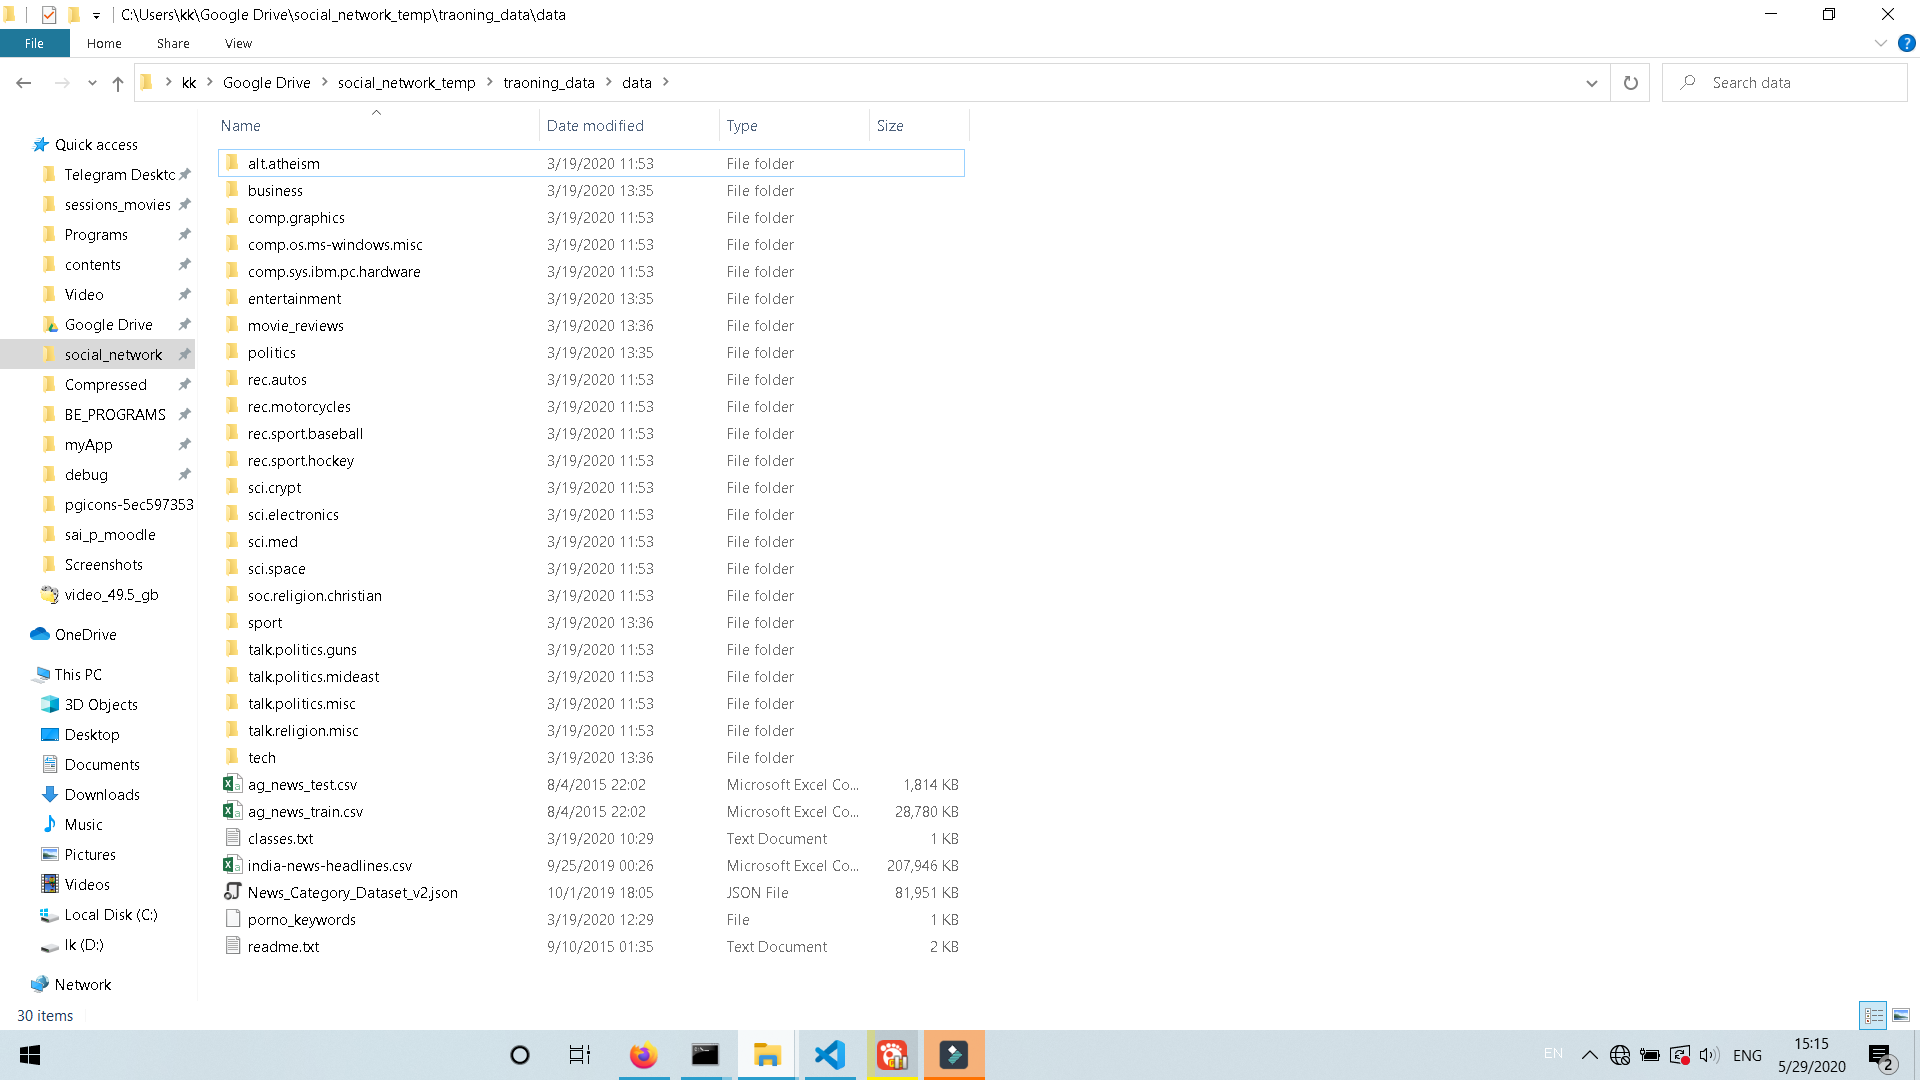 C:\Users\kk\Google Drive\social_network_temp\traoning_data\data
File Home Share View
kk Google Drive social_network_temp traoning_data data Search data
Name Date modified Type Size
Quick access
Telegram Deskto
sessions_movies
Programs
contents
Video
Google Drive
social_network
Compressed
BE_PROGRAMS
myApp
debug
pgicons-5ec597353
sai_p_moodle
Screenshots
video_49.5_gb
OneDrive
This PC
3D Objects
Desktop
Documents
Downloads
Music
Pictures
Videos
Local Disk (C:)
lk (D:)
Network
alt.atheism 3/19/2020 11:53 File folder
business 3/19/2020 13:35 File folder
comp.graphics 3/19/2020 11:53 File folder
comp.os.ms-windows.misc 3/19/2020 11:53 File folder
comp.sys.ibm.pc.hardware 3/19/2020 11:53 File folder
entertainment 3/19/2020 13:35 File folder
movie_reviews 3/19/2020 13:36 File folder
politics 3/19/2020 13:35 File folder
rec.autos 3/19/2020 11:53 File folder
rec.motorcycles 3/19/2020 11:53 File folder
rec.sport.baseball 3/19/2020 11:53 File folder
rec.sport.hockey 3/19/2020 11:53 File folder
sci.crypt 3/19/2020 11:53 File folder
sci.electronics 3/19/2020 11:53 File folder
sci.med 3/19/2020 11:53 File folder
sci.space 3/19/2020 11:53 File folder
soc.religion.christian 3/19/2020 11:53 File folder
sport 3/19/2020 13:36 File folder
talk.politics.guns 3/19/2020 11:53 File folder
talk.politics.mideast 3/19/2020 11:53 File folder
talk.politics.misc 3/19/2020 11:53 File folder
talk.religion.misc 3/19/2020 11:53 File folder
tech 3/19/2020 13:36 File folder
ag_news_test.csv 8/4/2015 22:02 Microsoft Excel Co... 1,814 KB
ag_news_train.csv 8/4/2015 22:02 Microsoft Excel Co... 28,780 KB
classes.txt 3/19/2020 10:29 Text Document 1 KB
india-news-headlines.csv 9/25/2019 00:26 Microsoft Excel Co... 207,946 KB
News_Category_Dataset_v2.json 10/1/2019 18:05 JSON File 81,951 KB
porno_keywords 3/19/2020 12:29 File 1 KB
readme.txt 9/10/2015 01:35 Text Document 2 KB
30 items
EN ENG 15:15
5/29/2020 2